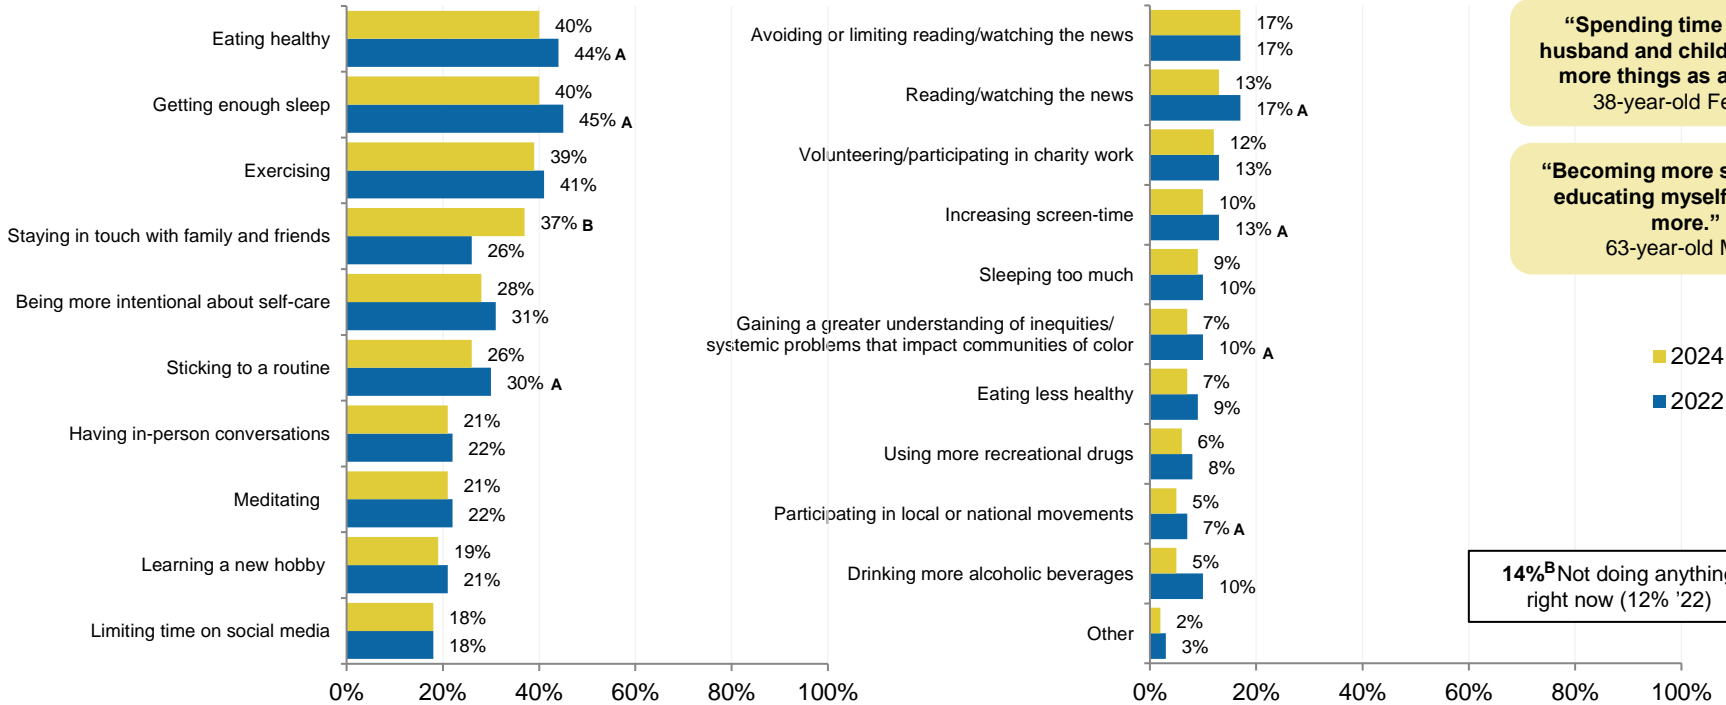 Eating healthy
40%
44% A
Getting enough sleep
40%
45% A
Exercising
39%
41%
Staying in touch with family and friends
37% B
26%
Being more intentional about self-care
28%
31%
Sticking to a routine
26%
30% A
Having in-person conversations
21%
22%
Meditating
21%
22%
Learning a new hobby
19%
21%
Limiting time on social media
18%
18%
0% 20% 40% 60% 80% 100%
Avoiding or limiting reading/watching the news
17%
17%
Reading/watching the news
13%
17% A
Volunteering/participating in charity work
12%
13%
Increasing screen-time
10%
13% A
Sleeping too much
9%
10%
Gaining a greater understanding of inequities/
systemic problems that impact communities of color
7%
10% A
Eating less healthy
7%
9%
Using more recreational drugs
6%
8%
Participating in local or national movements
5%
7% A
Drinking more alcoholic beverages
5%
10%
Other
2%
3%
0% 20% 40% 60% 80% 100%
“Spending time
husband and child
more things as a
38-year-old Fe
“Becoming more s
educating myself
more.”
63-year-old M
2024
2022
14%B Not doing anything
right now (12% ’22)